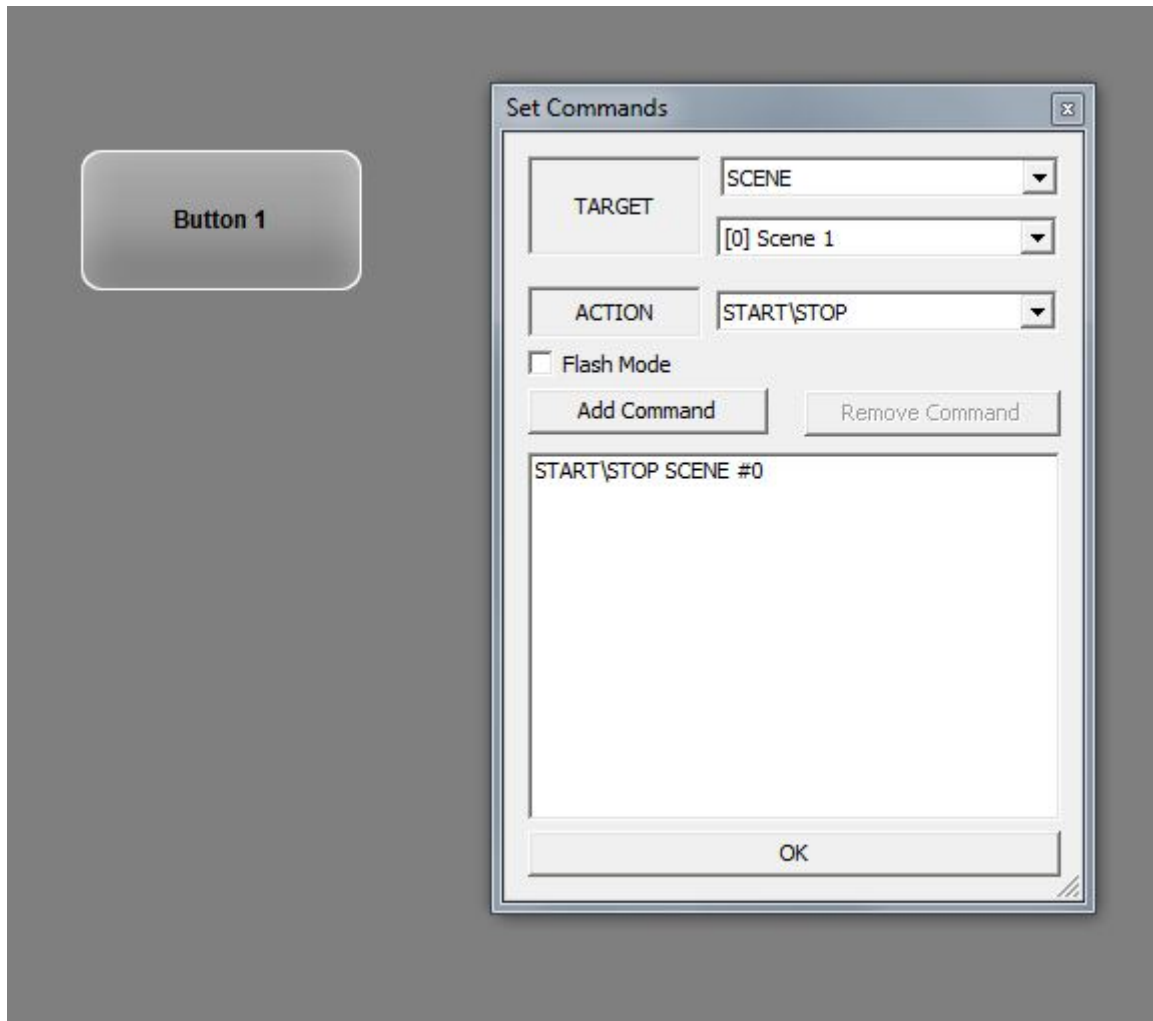 Set Commands
Button 1
TARGET
SCENE
[0] Scene 1
ACTION
START\STOP
Flash Mode
Add Command
Remove Command
START\STOP SCENE #0
OK